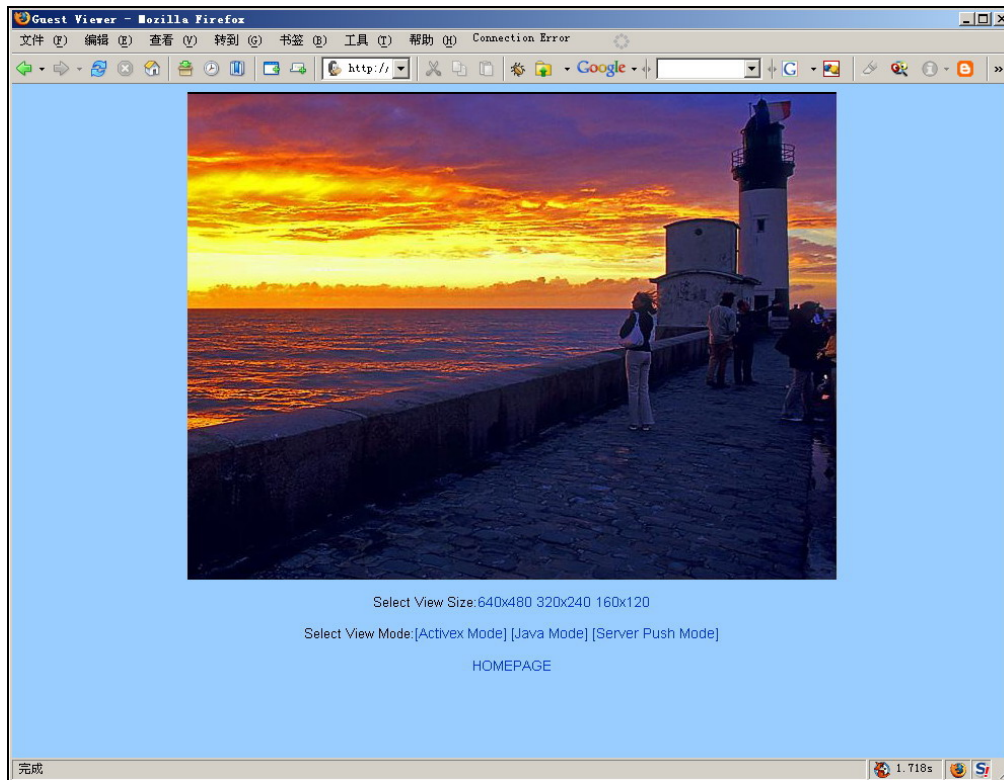 Guest Viewer - Mozilla Firefox
文件 (F) 编辑 (E) 查看 (V) 转到 (G) 书签 (B) 工具 (T) 帮助 (H) Connection Error
http:/ Google G
Select View Size:640x480 320x240 160x120
Select View Mode:[Activex Mode] [Java Mode] [Server Push Mode]
HOMEPAGE
完成 1.718s